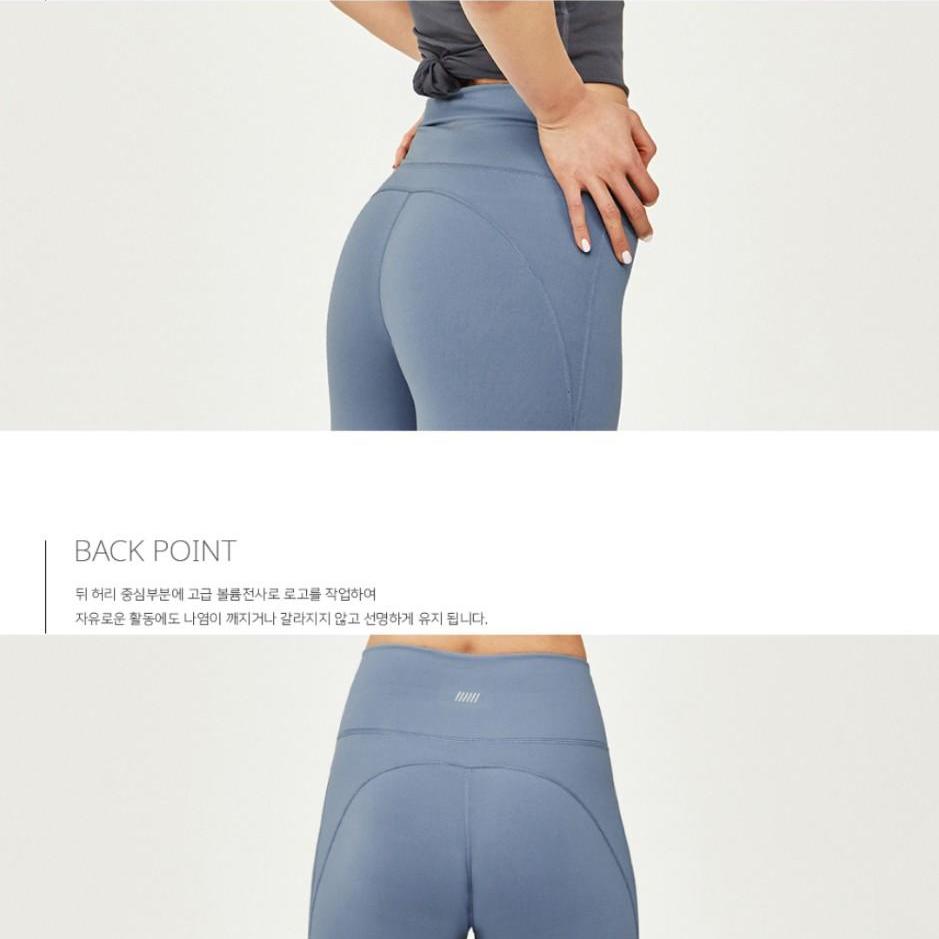 BACK POINT
뒤 허리 중심부분에 고급 볼륨전사로 로고를 작업하여
자유로운 활동에도 나염이 깨지거나 갈라지지 않고 선명하게 유지 됩니다.